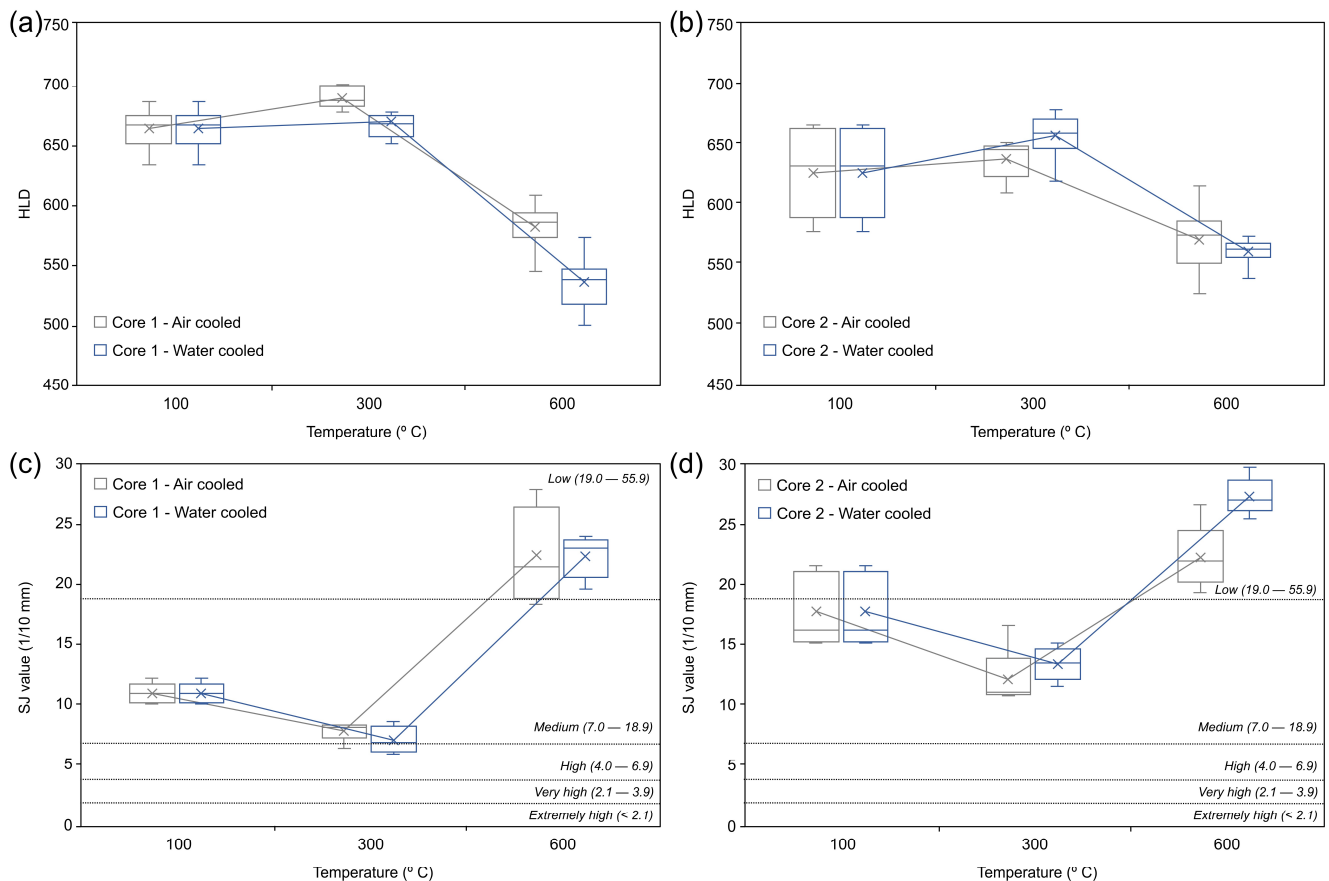 (a)
750
700
650
600
550
500
450
HLD
Core 1 - Air cooled
Core 1 - Water cooled
100
300
600
Temperature (º C)
(b)
750
700
650
600
550
500
450
HLD
Core 2 - Air cooled
Core 2 - Water cooled
100
300
600
Temperature (º C)
(c)
30
25
20
15
10
5
0
SJ value (1/10 mm)
Core 1 - Air cooled
Core 1 - Water cooled
Low (19.0 — 55.9)
Medium (7.0 — 18.9)
High (4.0 — 6.9)
Very high (2.1 — 3.9)
Extremely high (< 2.1)
100
300
600
Temperature (º C)
(d)
30
25
20
15
10
5
0
SJ value (1/10 mm)
Core 2 - Air cooled
Core 2 - Water cooled
Low (19.0 — 55.9)
Medium (7.0 — 18.9)
High (4.0 — 6.9)
Very high (2.1 — 3.9)
Extremely high (< 2.1)
100
300
600
Temperature (º C)